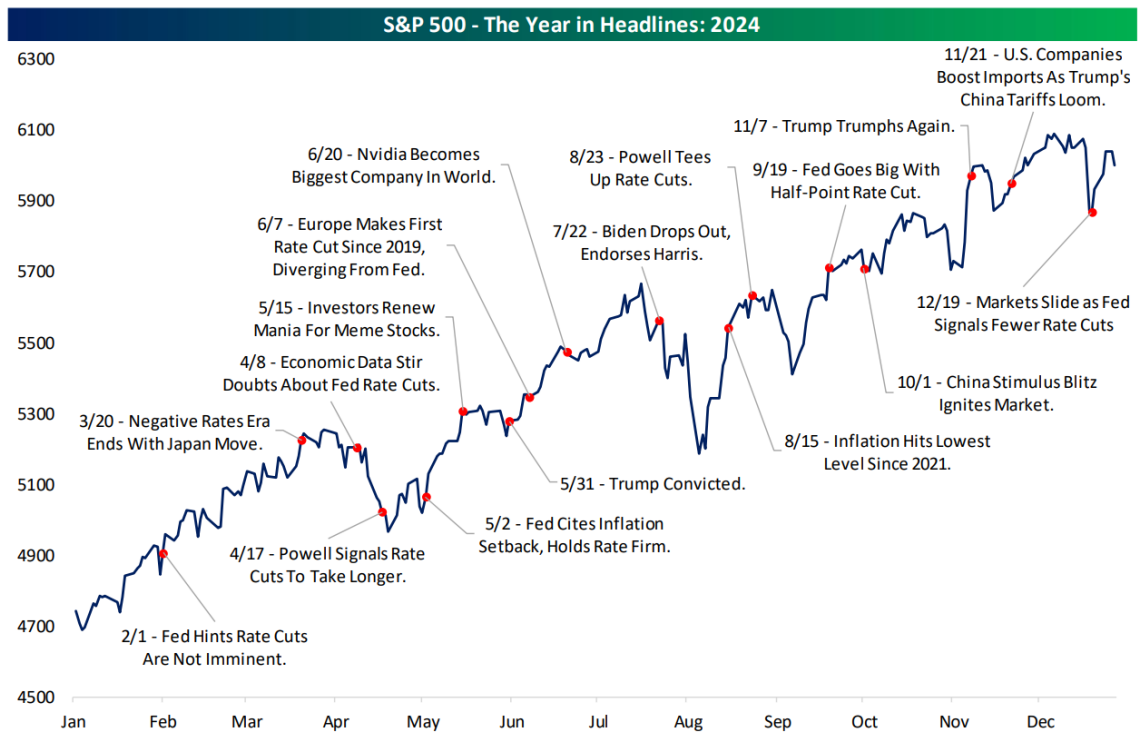 S&P 500 - The Year in Headlines: 2024
6300
6100
5900
5700
5500
5300
5100
4900
4700
4500
11/21 - U.S. Companies
Boost Imports As Trump's
China Tariffs Loom.
11/7 - Trump Trumphs Again.
6/20 - Nvidia Becomes
Biggest Company In World.
8/23 - Powell Tees
Up Rate Cuts.
9/19 - Fed Goes Big With
Half-Point Rate Cut.
6/7 - Europe Makes First
Rate Cut Since 2019,
Diverging From Fed.
7/22 - Biden Drops Out,
Endorses Harris.
5/15 - Investors Renew
Mania For Meme Stocks.
12/19 - Markets Slide as Fed
Signals Fewer Rate Cuts
4/8 - Economic Data Stir
Doubts About Fed Rate Cuts.
10/1 - China Stimulus Blitz
Ignites Market.
3/20 - Negative Rates Era
Ends With Japan Move.
8/15 - Inflation Hits Lowest
Level Since 2021.
5/31 - Trump Convicted.
5/2 - Fed Cites Inflation
Setback, Holds Rate Firm.
4/17 - Powell Signals Rate
Cuts To Take Longer.
2/1 - Fed Hints Rate Cuts
Are Not Imminent.
Jan Feb Mar Apr May Jun Jul Aug Sep Oct Nov Dec